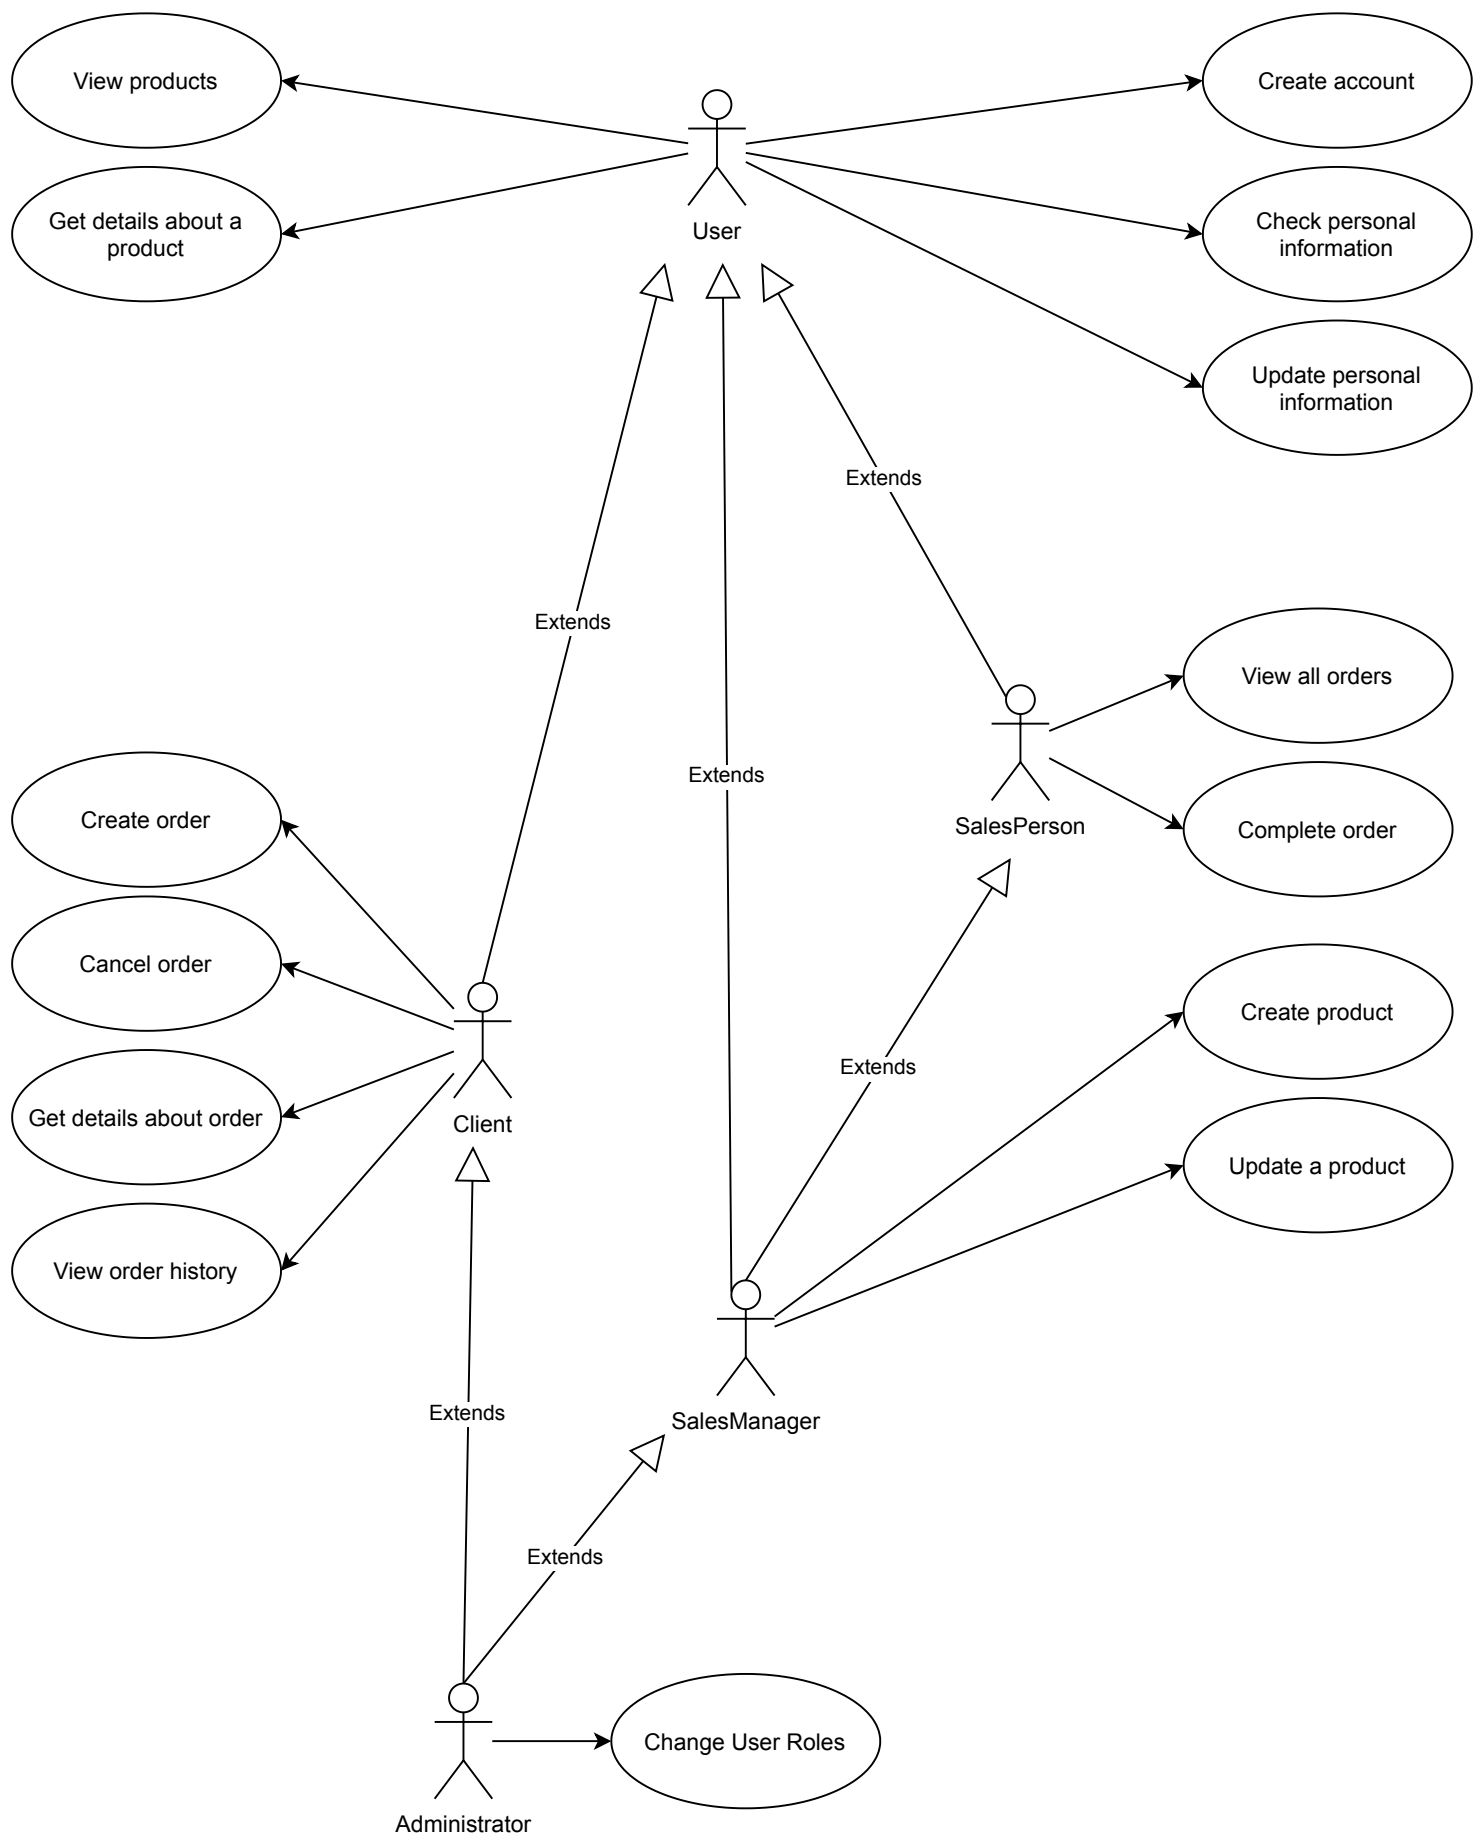 View products
Create account
Get details about a
product
User
Check personal
information
Update personal
information
Extends
Extends
View all orders
Extends
Create order
SalesPerson
Complete order
Cancel order
Create product
Extends
Get details about order
Client
Update a product
View order history
Extends
SalesManager
Extends
Change User Roles
Administrator